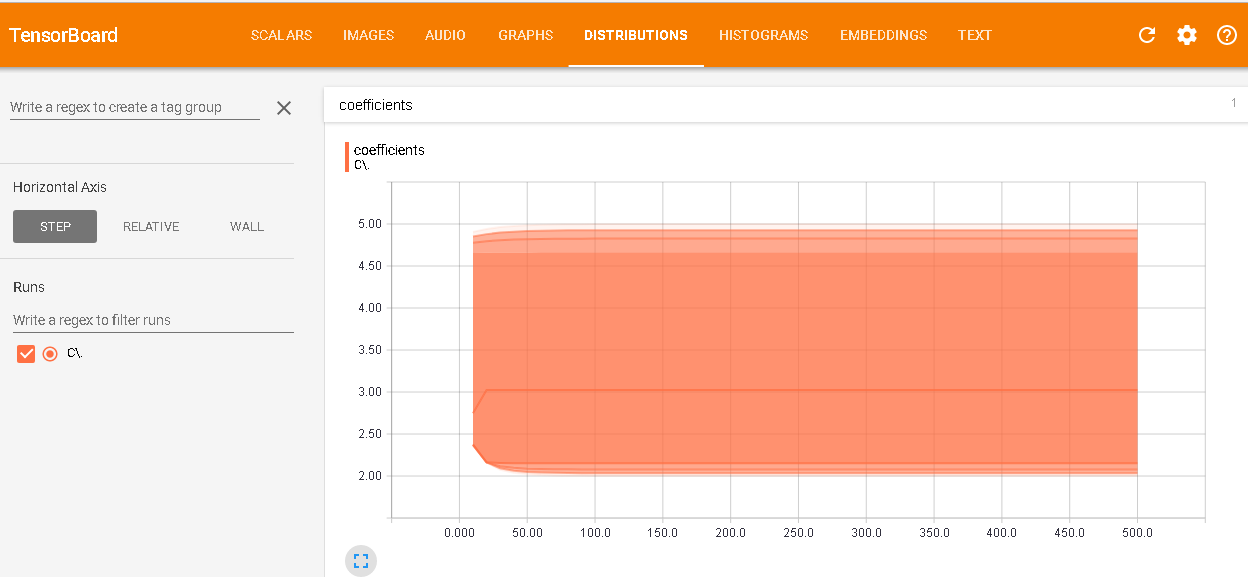 TensorBoard SCALARS IMAGES AUDIO GRAPHS DISTRIBUTIONS HISTOGRAMS EMBEDDINGS TEXT
Write a regex to create a tag group
Horizontal Axis
STEP RELATIVE WALL
Runs
Write a regex to filter runs
C\.
coefficients 1
coefficients
C\.
5.00
4.50
4.00
3.50
3.00
2.50
2.00
0.000 50.00 100.0 150.0 200.0 250.0 300.0 350.0 400.0 450.0 500.0